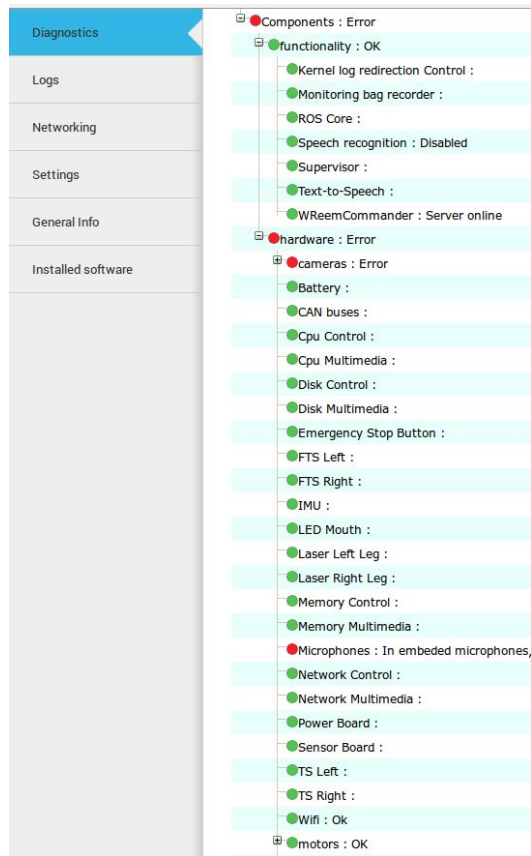 Diagnostics
Logs
Networking
Settings
General Info
Installed software
Components : Error
functionality : OK
Kernel log redirection Control :
Monitoring bag recorder :
ROS Core :
Speech recognition : Disabled
Supervisor :
Text-to-Speech :
WReemCommander : Server online
hardware : Error
cameras : Error
Battery :
CAN buses :
Cpu Control :
Cpu Multimedia :
Disk Control :
Disk Multimedia :
Emergency Stop Button :
FTS Left :
FTS Right :
IMU :
LED Mouth :
Laser Left Leg :
Laser Right Leg :
Memory Control :
Memory Multimedia :
Microphones : In embeded microphones,
Network Control :
Network Multimedia :
Power Board :
Sensor Board :
TS Left :
TS Right :
Wifi : Ok
motors : OK